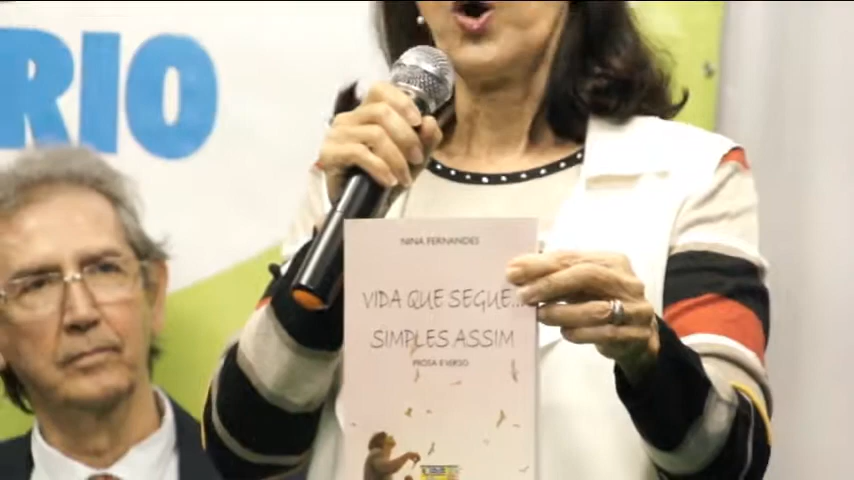 RIO
NINA FERNANDES
VIDA QUE SEGUE...
SIMPLES ASSIM
PROSA E VERSO